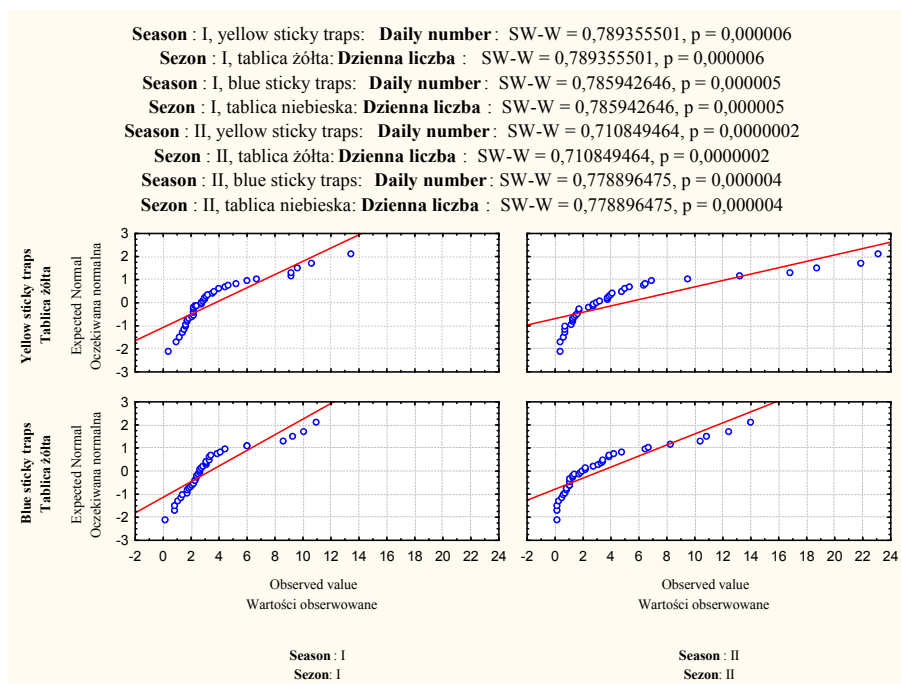 Season : I, yellow sticky traps: Daily number : SW-W = 0,789355501, p = 0,000006
Sezon : I, tablica żółta: Dzienna liczba : SW-W = 0,789355501, p = 0,000006
Season : I, blue sticky traps: Daily number : SW-W = 0,785942646, p = 0,000005
Sezon : I, tablica niebieska: Dzienna liczba : SW-W = 0,785942646, p = 0,000005
Season : II, yellow sticky traps: Daily number : SW-W = 0,710849464, p = 0,0000002
Sezon : II, tablica żółta: Dzienna liczba : SW-W = 0,710849464, p = 0,0000002
Season : II, blue sticky traps: Daily number : SW-W = 0,778896475, p = 0,000004
Sezon : II, tablica niebieska: Dzienna liczba : SW-W = 0,778896475, p = 0,000004
Yellow sticky traps
Tablica żółta
Expected Normal
Oczekiwana normalna
3
2
1
0
-1
-2
-3
Blue sticky traps
Tablica żółta
Expected Normal
Oczekiwana normalna
3
2
1
0
-1
-2
-3
-2 0 2 4 6 8 10 12 14 16 18 20 22 24
-2 0 2 4 6 8 10 12 14 16 18 20 22 24
Observed value
Wartości obserwowane
Observed value
Wartości obserwowane
Season : I
Sezon: I
Season : II
Sezon: II